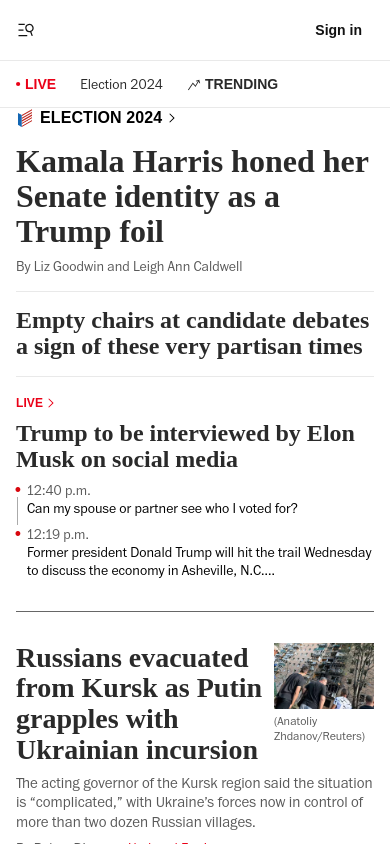 Sign in
LIVE
Election 2024
TRENDING
ELECTION 2024
Kamala Harris honed her
Senate identity as a
Trump foil
By Liz Goodwin and Leigh Ann Caldwell
Empty chairs at candidate debates
a sign of these very partisan times
LIVE
Trump to be interviewed by Elon
Musk on social media
12:40 p.m.
Can my spouse or partner see who I voted for?
12:19 p.m.
Former president Donald Trump will hit the trail Wednesday
to discuss the economy in Asheville, N.C....
Russians evacuated
from Kursk as Putin
grapples with
Ukrainian incursion
(Anatoliy
Zhdanov/Reuters)
The acting governor of the Kursk region said the situation
is “complicated,” with Ukraine’s forces now in control of
more than two dozen Russian villages.